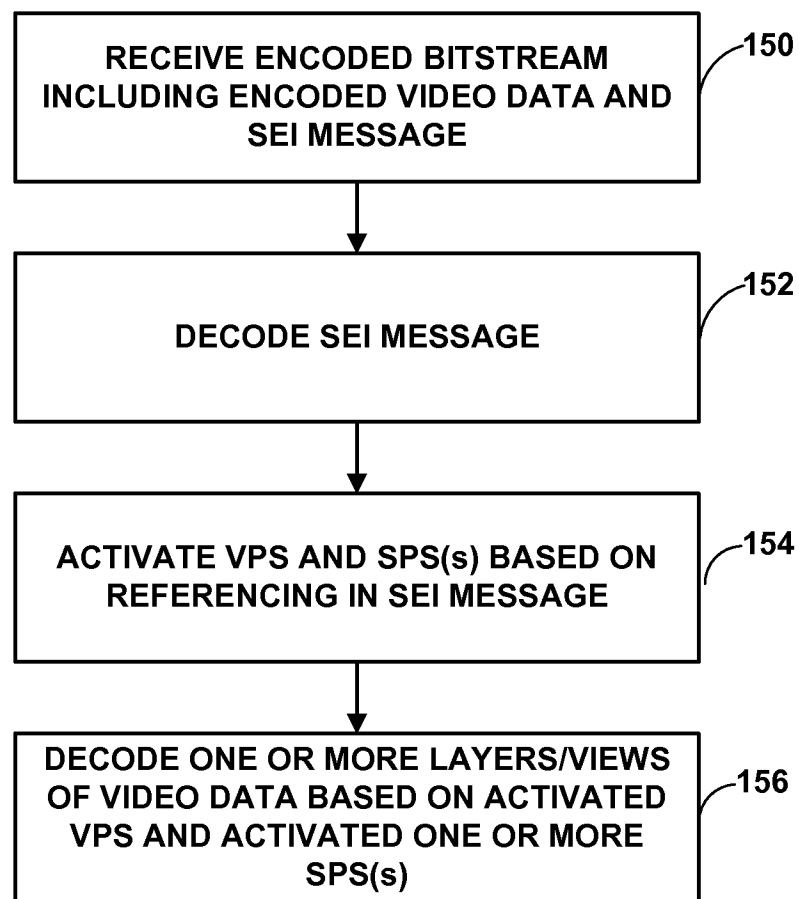 RECEIVE ENCODED BITSTREAM
INCLUDING ENCODED VIDEO DATA AND
SEI MESSAGE
150
DECODE SEI MESSAGE
152
ACTIVATE VPS AND SPS(s) BASED ON
REFERENCING IN SEI MESSAGE
154
DECODE ONE OR MORE LAYERS/VIEWS
OF VIDEO DATA BASED ON ACTIVATED
VPS AND ACTIVATED ONE OR MORE
SPS(s)
156